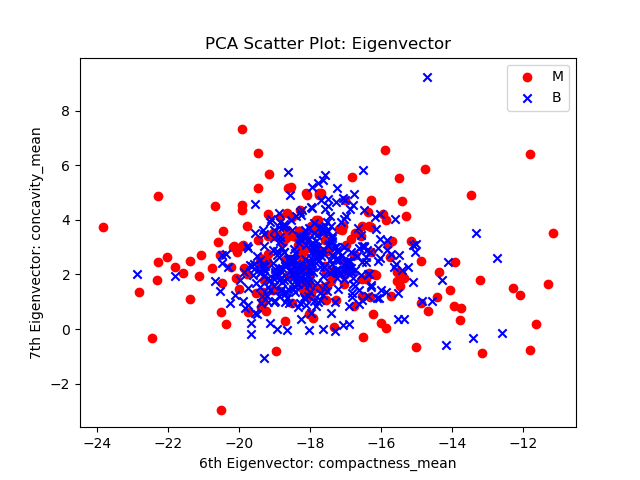 PCA Scatter Plot: Eigenvector
M
B
8
6
4
2
0
−2
7th Eigenvector: concavity_mean
−24 −22 −20 −18 −16 −14 −12
6th Eigenvector: compactness_mean